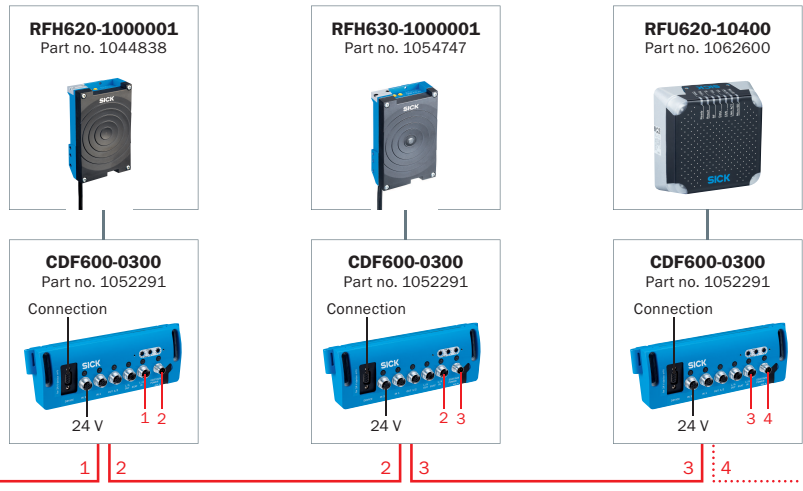 RFH620-1000001
Part no. 1044838
SICK
RFH630-1000001
Part no. 1054747
SICK
RFU620-10400
Part no. 1062600
SICK
CDF600-0300
Part no. 1052291
Connection
SICK
24 V
1 2
CDF600-0300
Part no. 1052291
Connection
SICK
24 V
2 3
CDF600-0300
Part no. 1052291
Connection
SICK
24 V
3 4
1 2
2 3
3 4